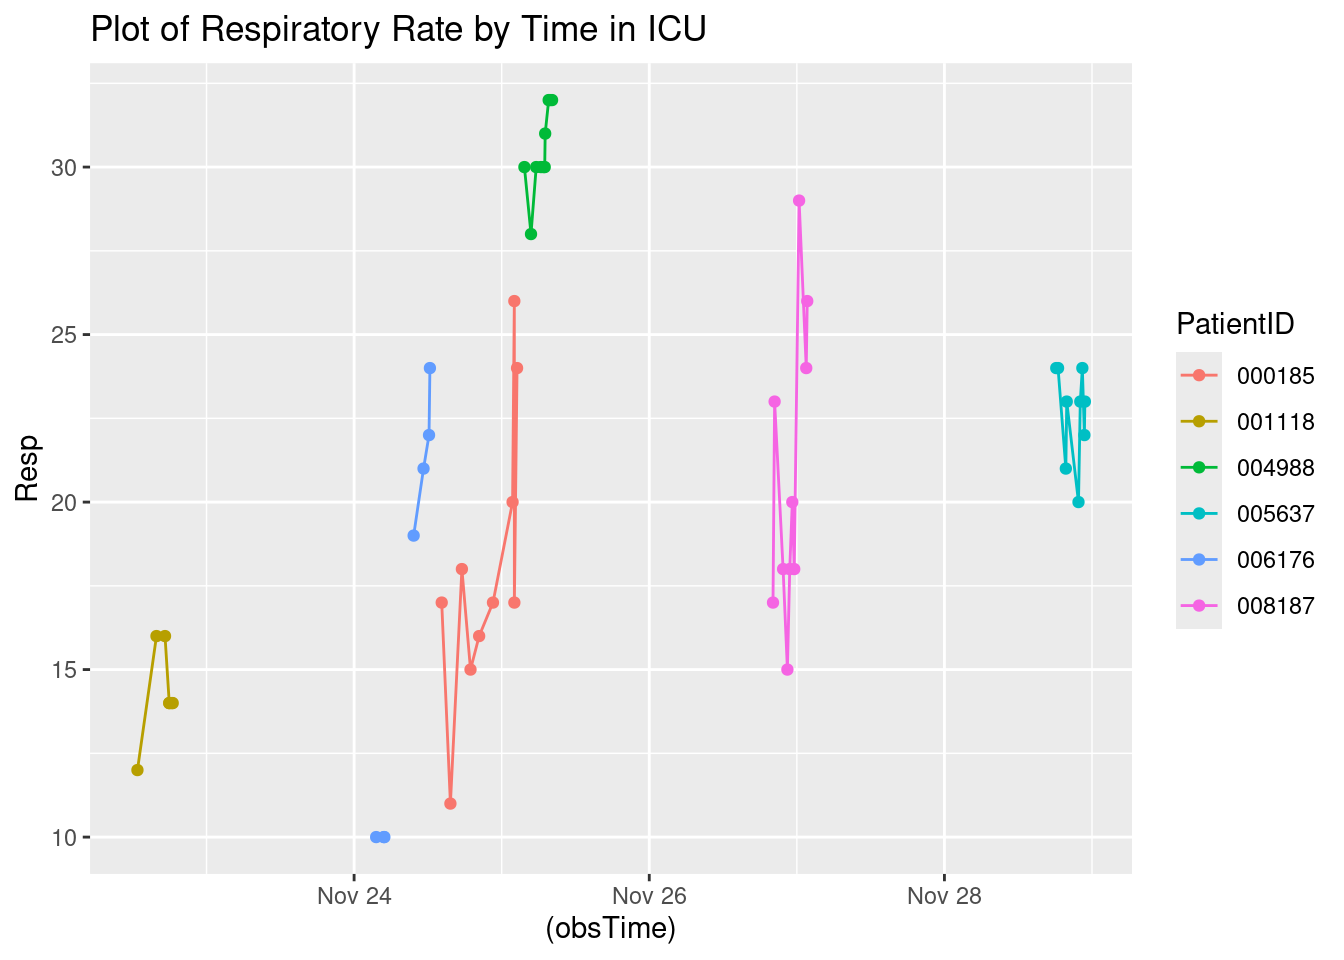 Plot of Respiratory Rate by Time in ICU
Resp
30
25
20
15
10
Nov 24 Nov 26 Nov 28
(obsTime)
PatientID
000185
001118
004988
005637
006176
008187